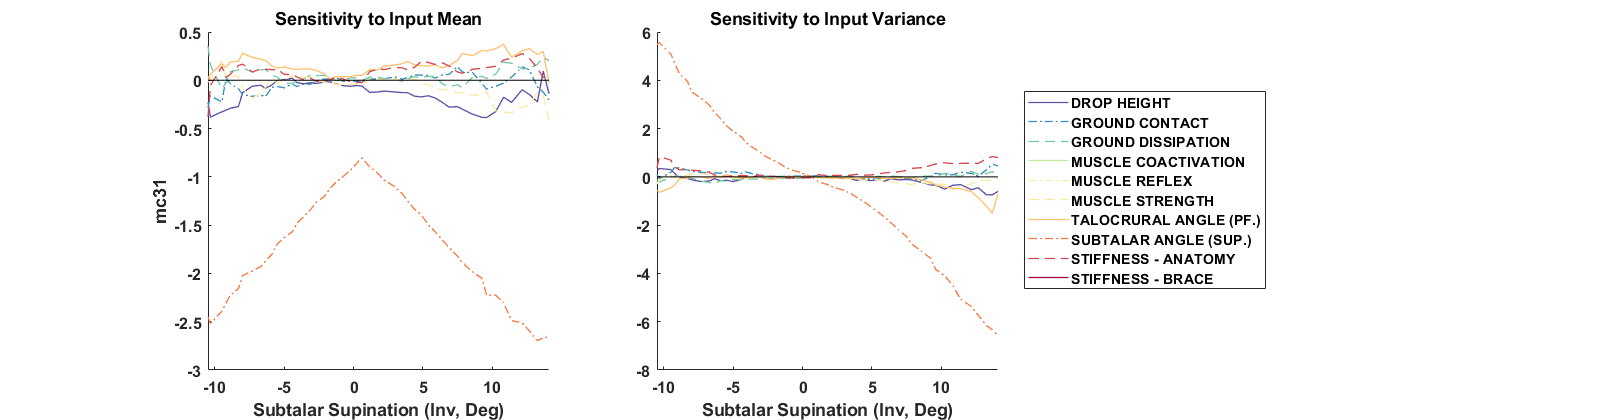 Sensitivity to Input Mean
0.5
0
-0.5
-1
-1.5
-2
-2.5
-3
mc31
-10
-5
0
5
10
Subtalar Supination (Inv, Deg)
Sensitivity to Input Variance
6
4
2
0
-2
-4
-6
-8
-10
-5
0
5
10
Subtalar Supination (Inv, Deg)
DROP HEIGHT
GROUND CONTACT
GROUND DISSIPATION
MUSCLE COACTIVATION
MUSCLE REFLEX
MUSCLE STRENGTH
TALOCRURAL ANGLE (PF.)
SUBTALAR ANGLE (SUP.)
STIFFNESS - ANATOMY
STIFFNESS - BRACE